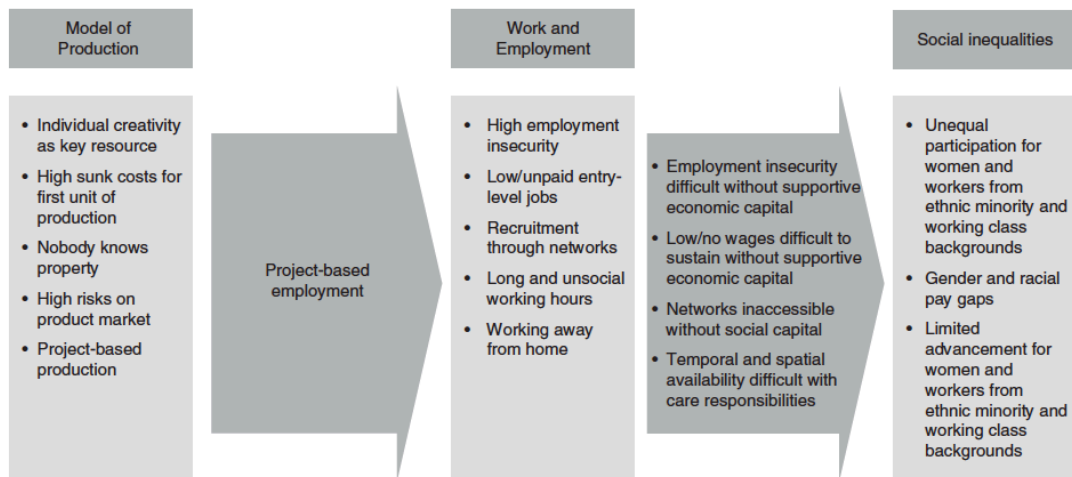 Model of
Production
Work and
Employment
Social inequalities
• Individual creativity
as key resource
• High sunk costs for
first unit of
production
• Nobody knows
property
• High risks on
product market
• Project-based
production
Project-based
employment
• High employment
insecurity
• Low/unpaid entry-
level jobs
• Recruitment
through networks
• Long and unsocial
working hours
• Working away
from home
• Employment insecurity
difficult without supportive
economic capital
• Low/no wages difficult to
sustain without supportive
economic capital
• Networks inaccessible
without social capital
• Temporal and spatial
availability difficult with
care responsibilities
• Unequal
participation for
women and
workers from
ethnic minority and
working class
backgrounds
• Gender and racial
pay gaps
• Limited
advancement for
women and
workers from
ethnic minority and
working class
backgrounds